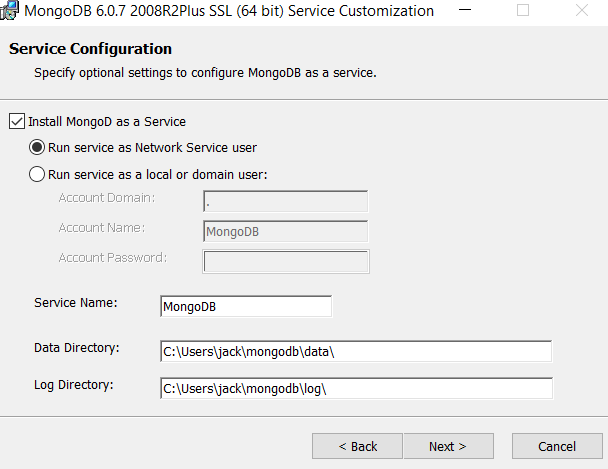 MongoDB 6.0.7 2008R2Plus SSL (64 bit) Service Customization
Service Configuration
Specify optional settings to configure MongoDB as a service.
Install MongoD as a Service
Run service as Network Service user
Run service as a local or domain user:
Account Domain: .
Account Name: MongoDB
Account Password:
Service Name: MongoDB
Data Directory: C:\Users\jack\mongodb\data\
Log Directory: C:\Users\jack\mongodb\log\
< Back Next > Cancel